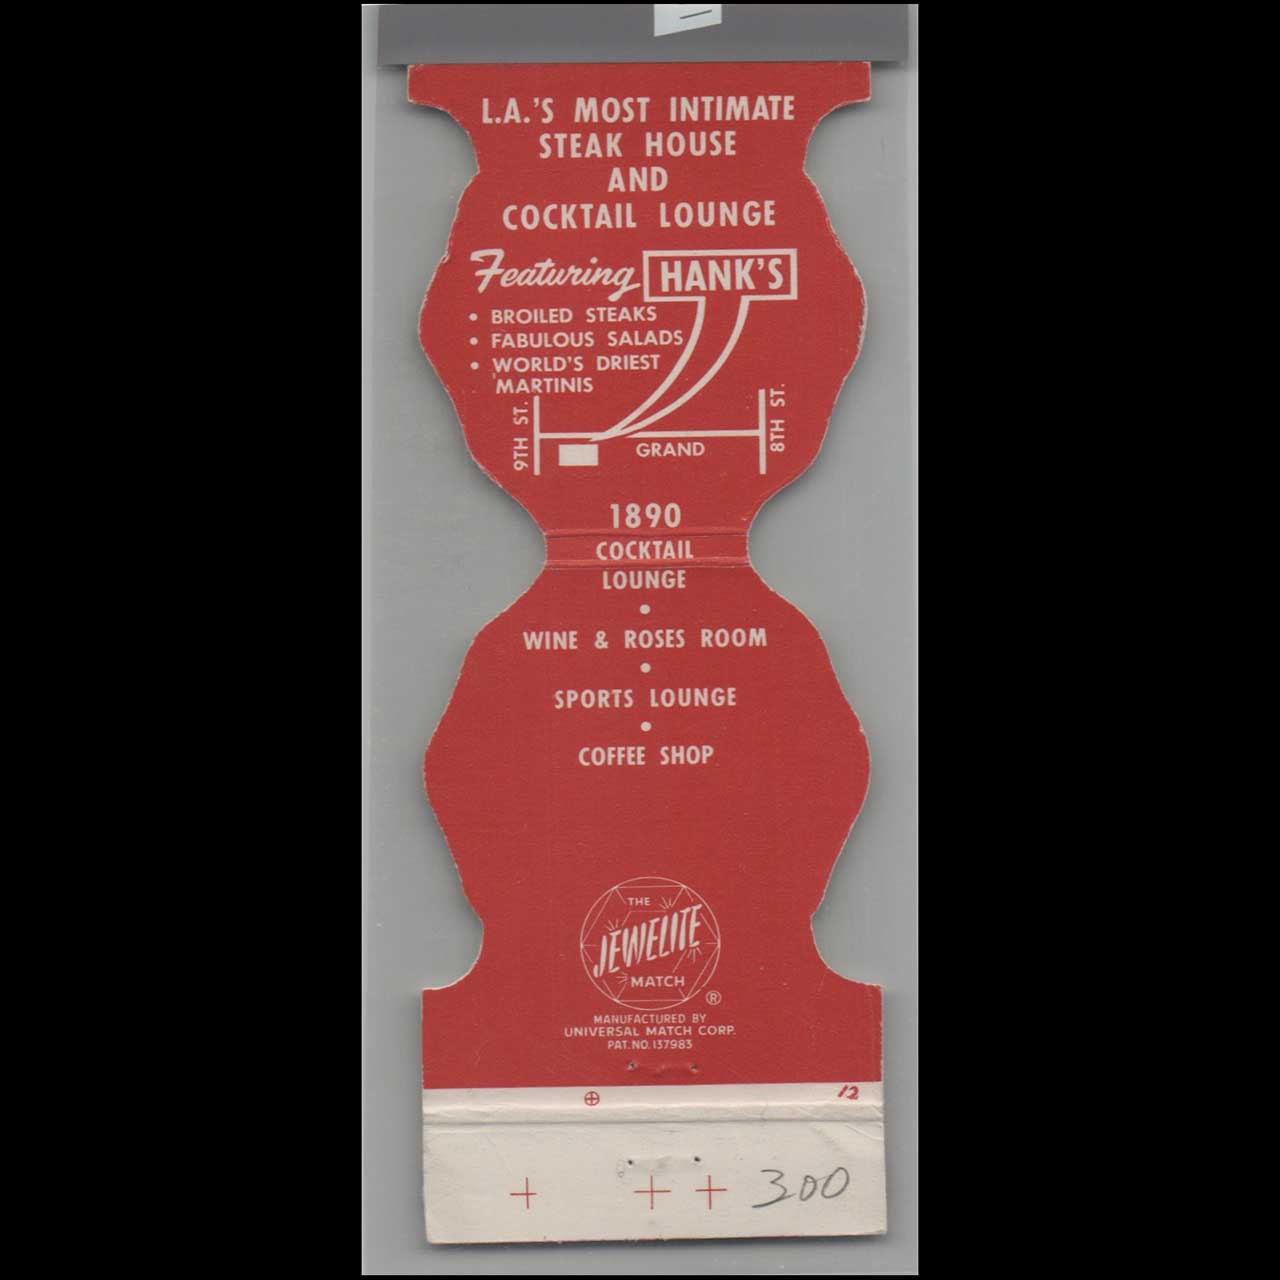 L.A.'S MOST INTIMATE
STEAK HOUSE
AND
COCKTAIL LOUNGE
Featuring HANK'S
• BROILED STEAKS
• FABULOUS SALADS
• WORLD'S DRIEST
MARTINIS
9TH ST.
GRAND
8TH ST.
1890
COCKTAIL
LOUNGE
•
WINE & ROSES ROOM
•
SPORTS LOUNGE
•
COFFEE SHOP
THE
JEWELITE
MATCH
®
MANUFACTURED BY
UNIVERSAL MATCH CORP.
PAT. NO. 137983
12
300